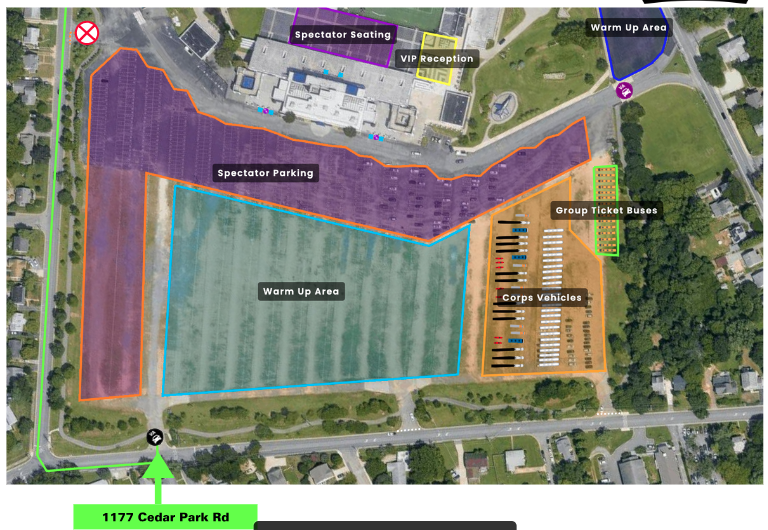 Spectator Seating
Warm Up Area
VIP Reception
Spectator Parking
Group Ticket Buses
Warm Up Area
Corps Vehicles
1177 Cedar Park Rd